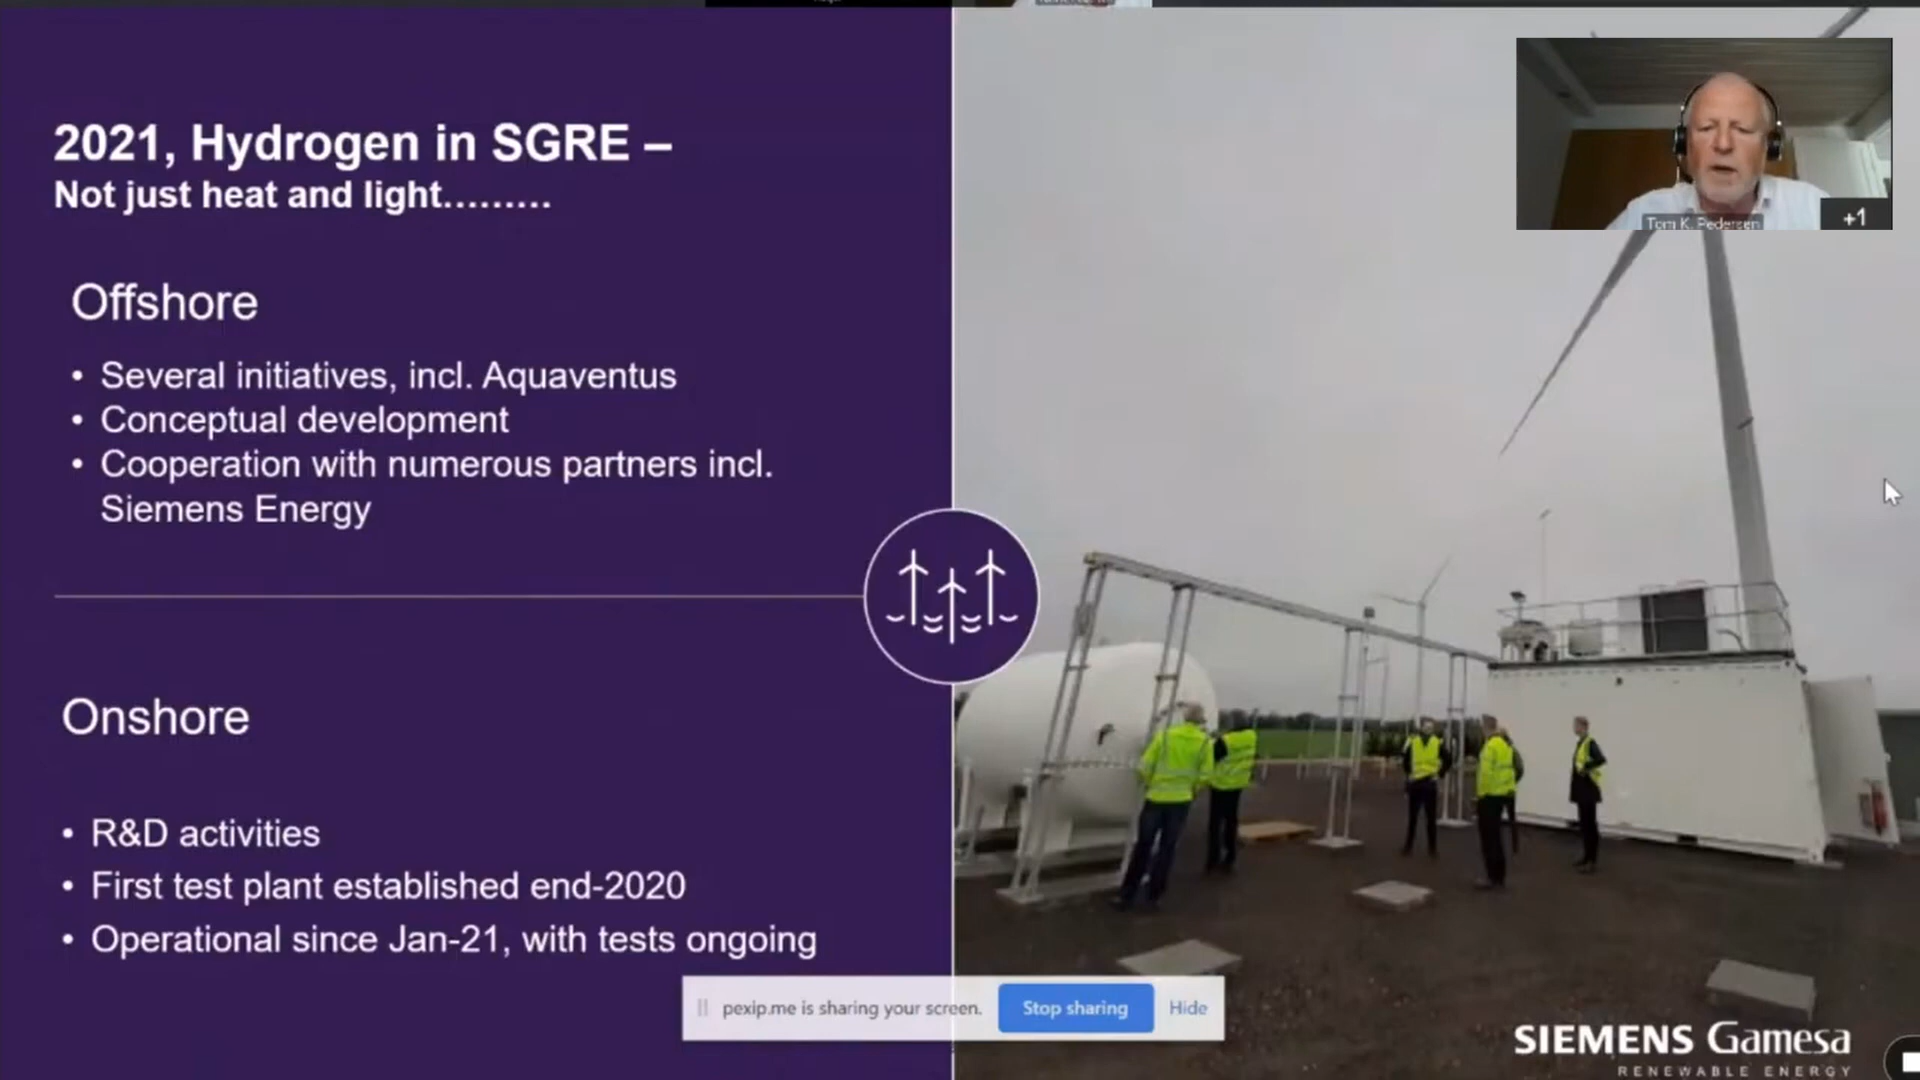 2021, Hydrogen in SGRE –
Not just heat and light.........
Offshore
• Several initiatives, incl. Aquaventus
• Conceptual development
• Cooperation with numerous partners incl.
Siemens Energy
Onshore
• R&D activities
• First test plant established end-2020
• Operational since Jan-21, with tests ongoing
Tom K. Pedersen
+1
pexip.me is sharing your screen.
Stop sharing
Hide
SIEMENS Gamesa
RENEWABLE ENERGY